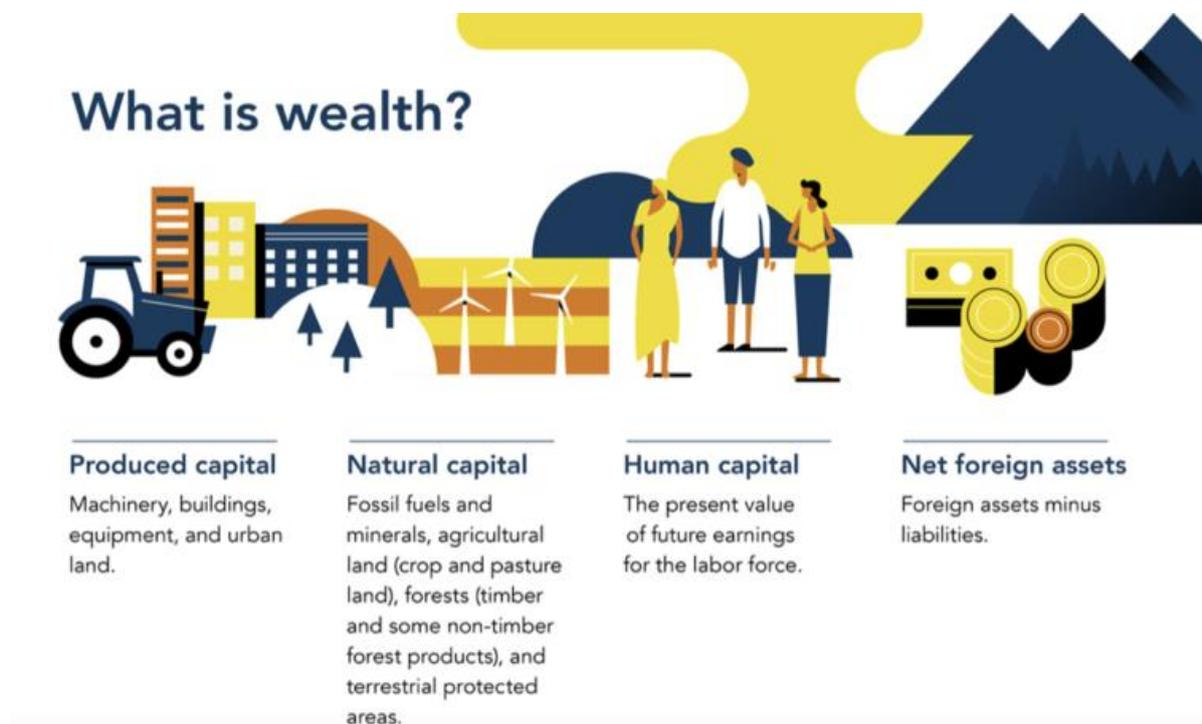 What is wealth?
Produced capital
Machinery, buildings,
equipment, and urban
land.
Natural capital
Fossil fuels and
minerals, agricultural
land (crop and pasture
land), forests (timber
and some non-timber
forest products), and
terrestrial protected
areas.
Human capital
The present value
of future earnings
for the labor force.
Net foreign assets
Foreign assets minus
liabilities.